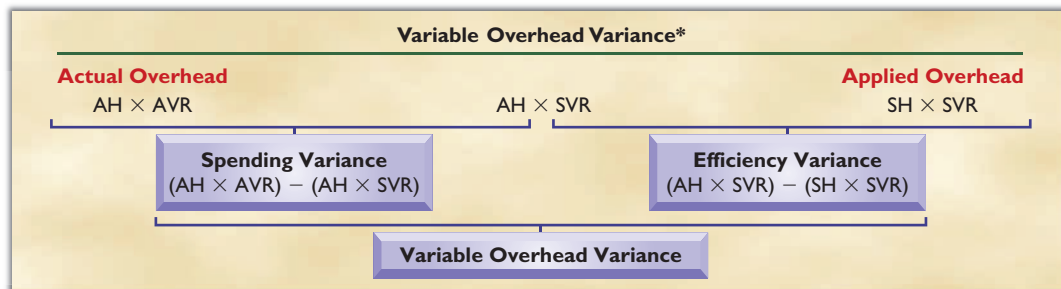 Variable Overhead Variance*
Actual Overhead Applied Overhead
AH × AVR AH × SVR SH × SVR
Spending Variance Efficiency Variance
(AH × AVR) − (AH × SVR) (AH × SVR) − (SH × SVR)
Variable Overhead Variance